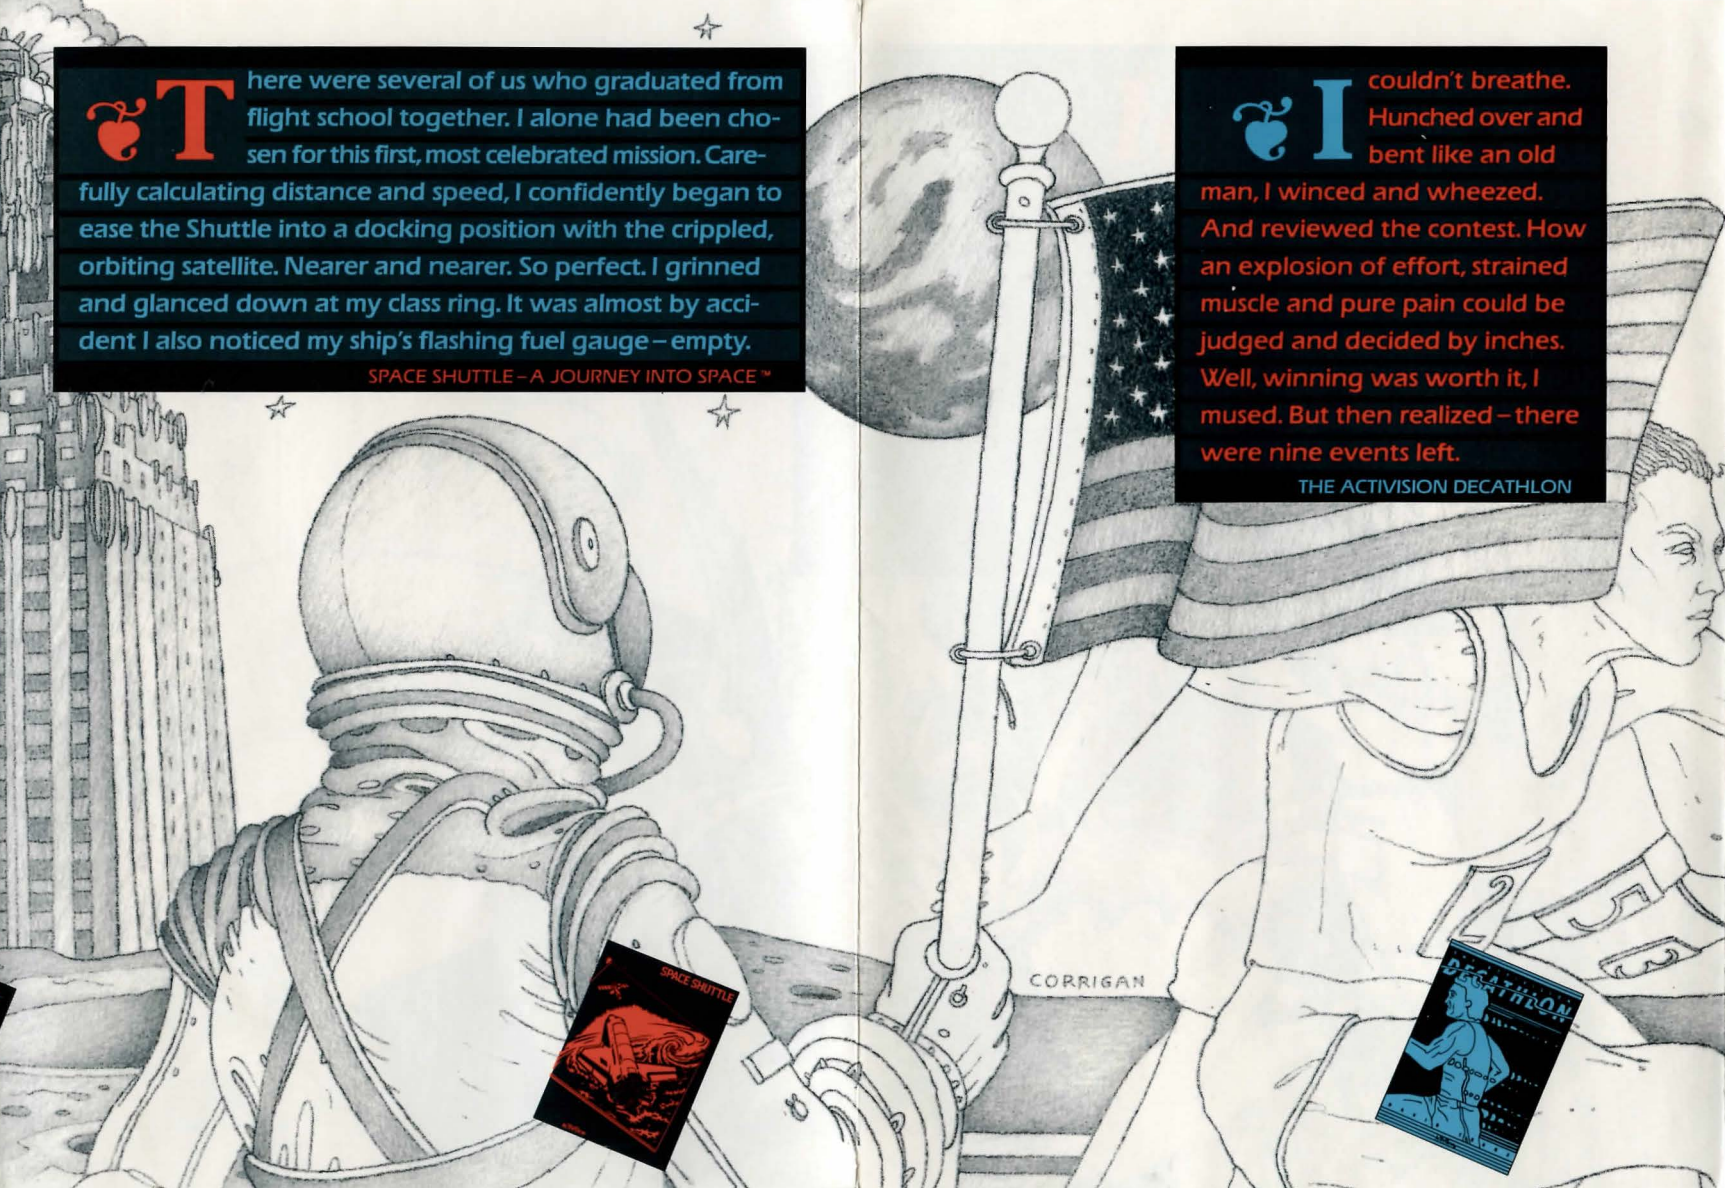 There were several of us who graduated from
flight school together. I alone had been cho-
sen for this first, most celebrated mission. Care-
fully calculating distance and speed, I confidently began to
ease the Shuttle into a docking position with the crippled,
orbiting satellite. Nearer and nearer. So perfect. I grinned
and glanced down at my class ring. It was almost by acci-
dent I also noticed my ship's flashing fuel gauge – empty.
SPACE SHUTTLE – A JOURNEY INTO SPACE™
I couldn't breathe.
Hunched over and
bent like an old
man, I winced and wheezed.
And reviewed the contest. How
an explosion of effort, strained
muscle and pure pain could be
judged and decided by inches.
Well, winning was worth it, I
mused. But then realized – there
were nine events left.
THE ACTIVISION DECATHLON
2
5
3
CORRIGAN
SPACE SHUTTLE
DECATHLON